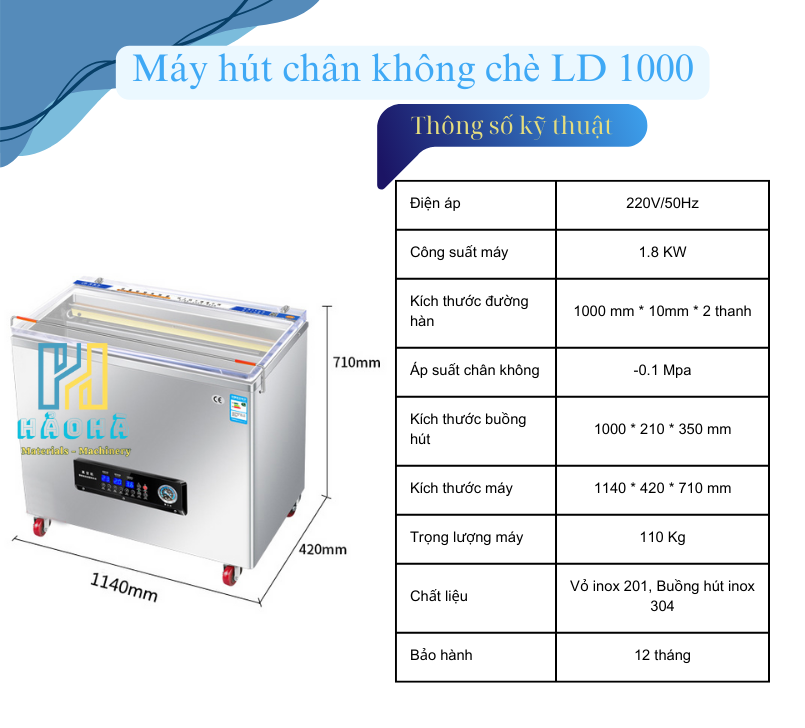 Máy hút chân không chè LD 1000
Thông số kỹ thuật
Điện áp
220V/50Hz
Công suất máy
1.8 KW
Kích thước đường
hàn
1000 mm * 10mm * 2 thanh
Áp suất chân không
-0.1 Mpa
Kích thước buồng
hút
1000 * 210 * 350 mm
Kích thước máy
1140 * 420 * 710 mm
Trọng lượng máy
110 Kg
Chất liệu
Vỏ inox 201, Buồng hút inox
304
Bảo hành
12 tháng
710mm
CE
HÀOHÀ
Materials - Machinery
420mm
1140mm